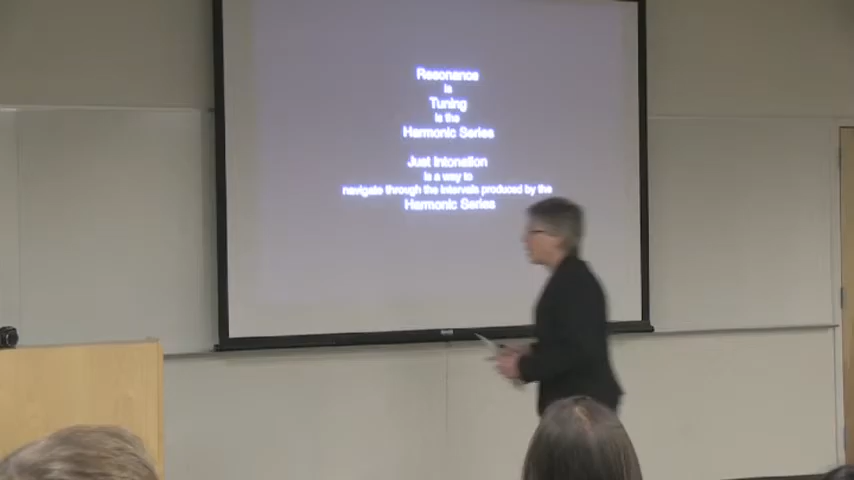 Resonance
is
Tuning
is the
Harmonic Series
Just Intonation
is a way to
navigate through the intervals produced by the
Harmonic Series